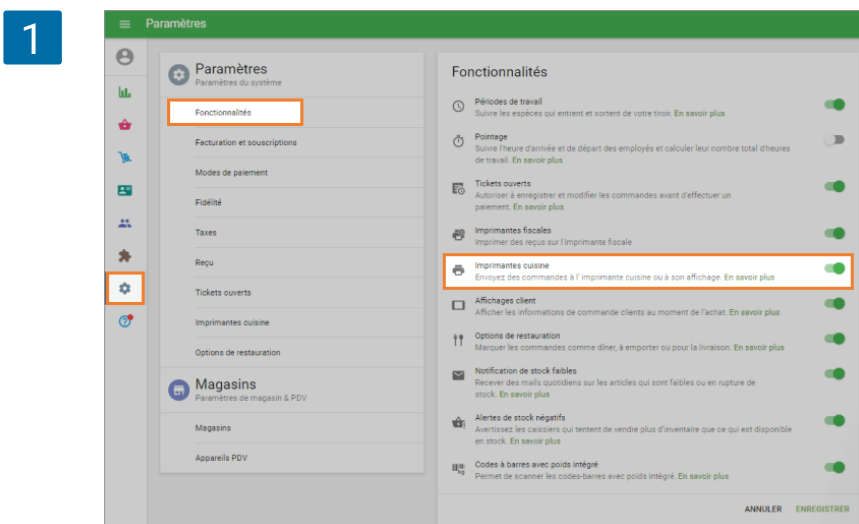 1
Paramètres
Paramètres
Paramètres du système
Fonctionnalités
Facturation et souscriptions
Modes de paiement
Fidélité
Taxes
Reçu
Tickets ouverts
Imprimantes cuisine
Options de restauration
Magasins
Paramètres de magasin & PDV
Magasins
Appareils PDV
Fonctionnalités
Périodes de travail
Suivre les espèces qui entrent et sortent de votre tiroir. En savoir plus
Pointage
Suivre l'heure d'arrivée et de départ des employés et calculer leur nombre total d'heures
de travail. En savoir plus
Tickets ouverts
Autoriser à enregistrer et modifier les commandes avant d'effectuer un
paiement. En savoir plus
Imprimantes fiscales
Imprimer des reçus sur l'imprimante fiscale
Imprimantes cuisine
Envoyez des commandes à l' imprimante cuisine ou à son affichage. En savoir plus
Affichages client
Afficher les informations de commande clients au moment de l'achat. En savoir plus
Options de restauration
Marquer les commandes comme dîner, à emporter ou pour la livraison. En savoir plus
Notification de stock faibles
Recever des mails quotidiens sur les articles qui sont faibles ou en rupture de
stock. En savoir plus
Alertes de stock négatifs
Avertissez les caissiers qui tentent de vendre plus d'inventaire que ce qui est disponible
en stock. En savoir plus
Codes à barres avec poids intégré
Permet de scanner les codes-barres avec poids intégré. En savoir plus
ANNULER ENREGISTRER